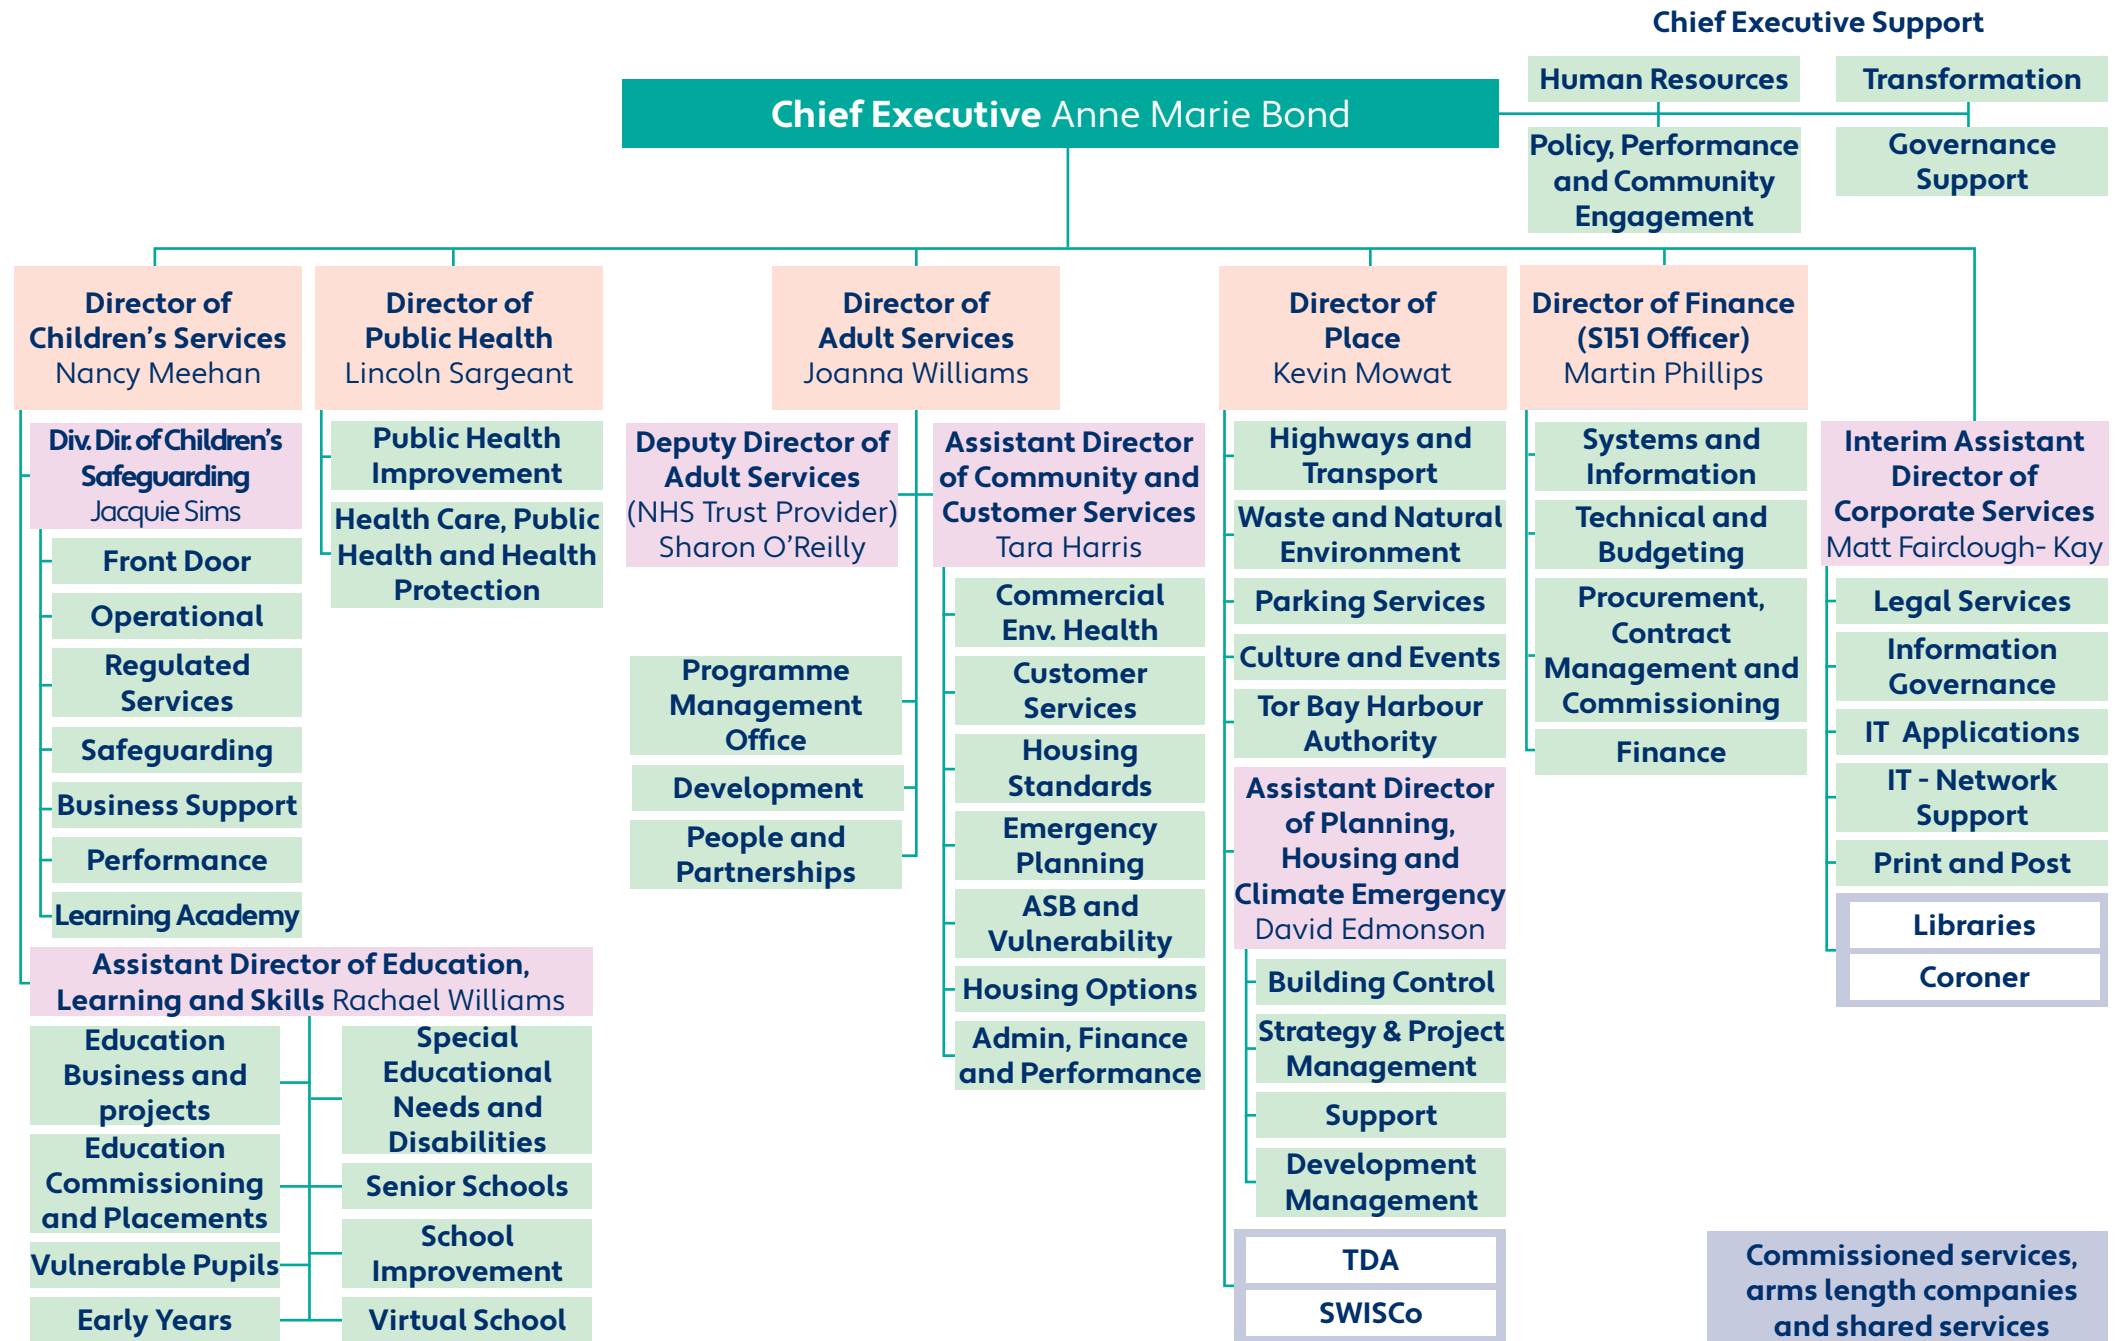 Chief Executive Support
Human Resources
Transformation
Chief Executive Anne Marie Bond
Policy, Performance
and Community
Engagement
Governance
Support
Director of
Children's Services
Nancy Meehan
Div. Dir. of Children's
Safeguarding
Jacquie Sims
Front Door
Operational
Regulated
Services
Safeguarding
Business Support
Performance
Learning Academy
Assistant Director of Education,
Learning and Skills Rachael Williams
Education
Business and
projects
Education
Commissioning
and Placements
Vulnerable Pupils
Early Years
Special
Educational
Needs and
Disabilities
Senior Schools
School
Improvement
Virtual School
Director of
Public Health
Lincoln Sargeant
Public Health
Improvement
Health Care, Public
Health and Health
Protection
Director of
Adult Services
Joanna Williams
Deputy Director of
Adult Services
(NHS Trust Provider)
Sharon O'Reilly
Programme
Management
Office
Development
People and
Partnerships
Assistant Director
of Community and
Customer Services
Tara Harris
Commercial
Env. Health
Customer
Services
Housing
Standards
Emergency
Planning
ASB and
Vulnerability
Housing Options
Admin, Finance
and Performance
Director of
Place
Kevin Mowat
Highways and
Transport
Waste and Natural
Environment
Parking Services
Culture and Events
Tor Bay Harbour
Authority
Assistant Director
of Planning,
Housing and
Climate Emergency
David Edmonson
Building Control
Strategy & Project
Management
Support
Development
Management
TDA
SWISCo
Director of Finance
(S151 Officer)
Martin Phillips
Systems and
Information
Technical and
Budgeting
Procurement,
Contract
Management and
Commissioning
Finance
Interim Assistant
Director of
Corporate Services
Matt Fairclough- Kay
Legal Services
Information
Governance
IT Applications
IT - Network
Support
Print and Post
Libraries
Coroner
Commissioned services,
arms length companies
and shared services